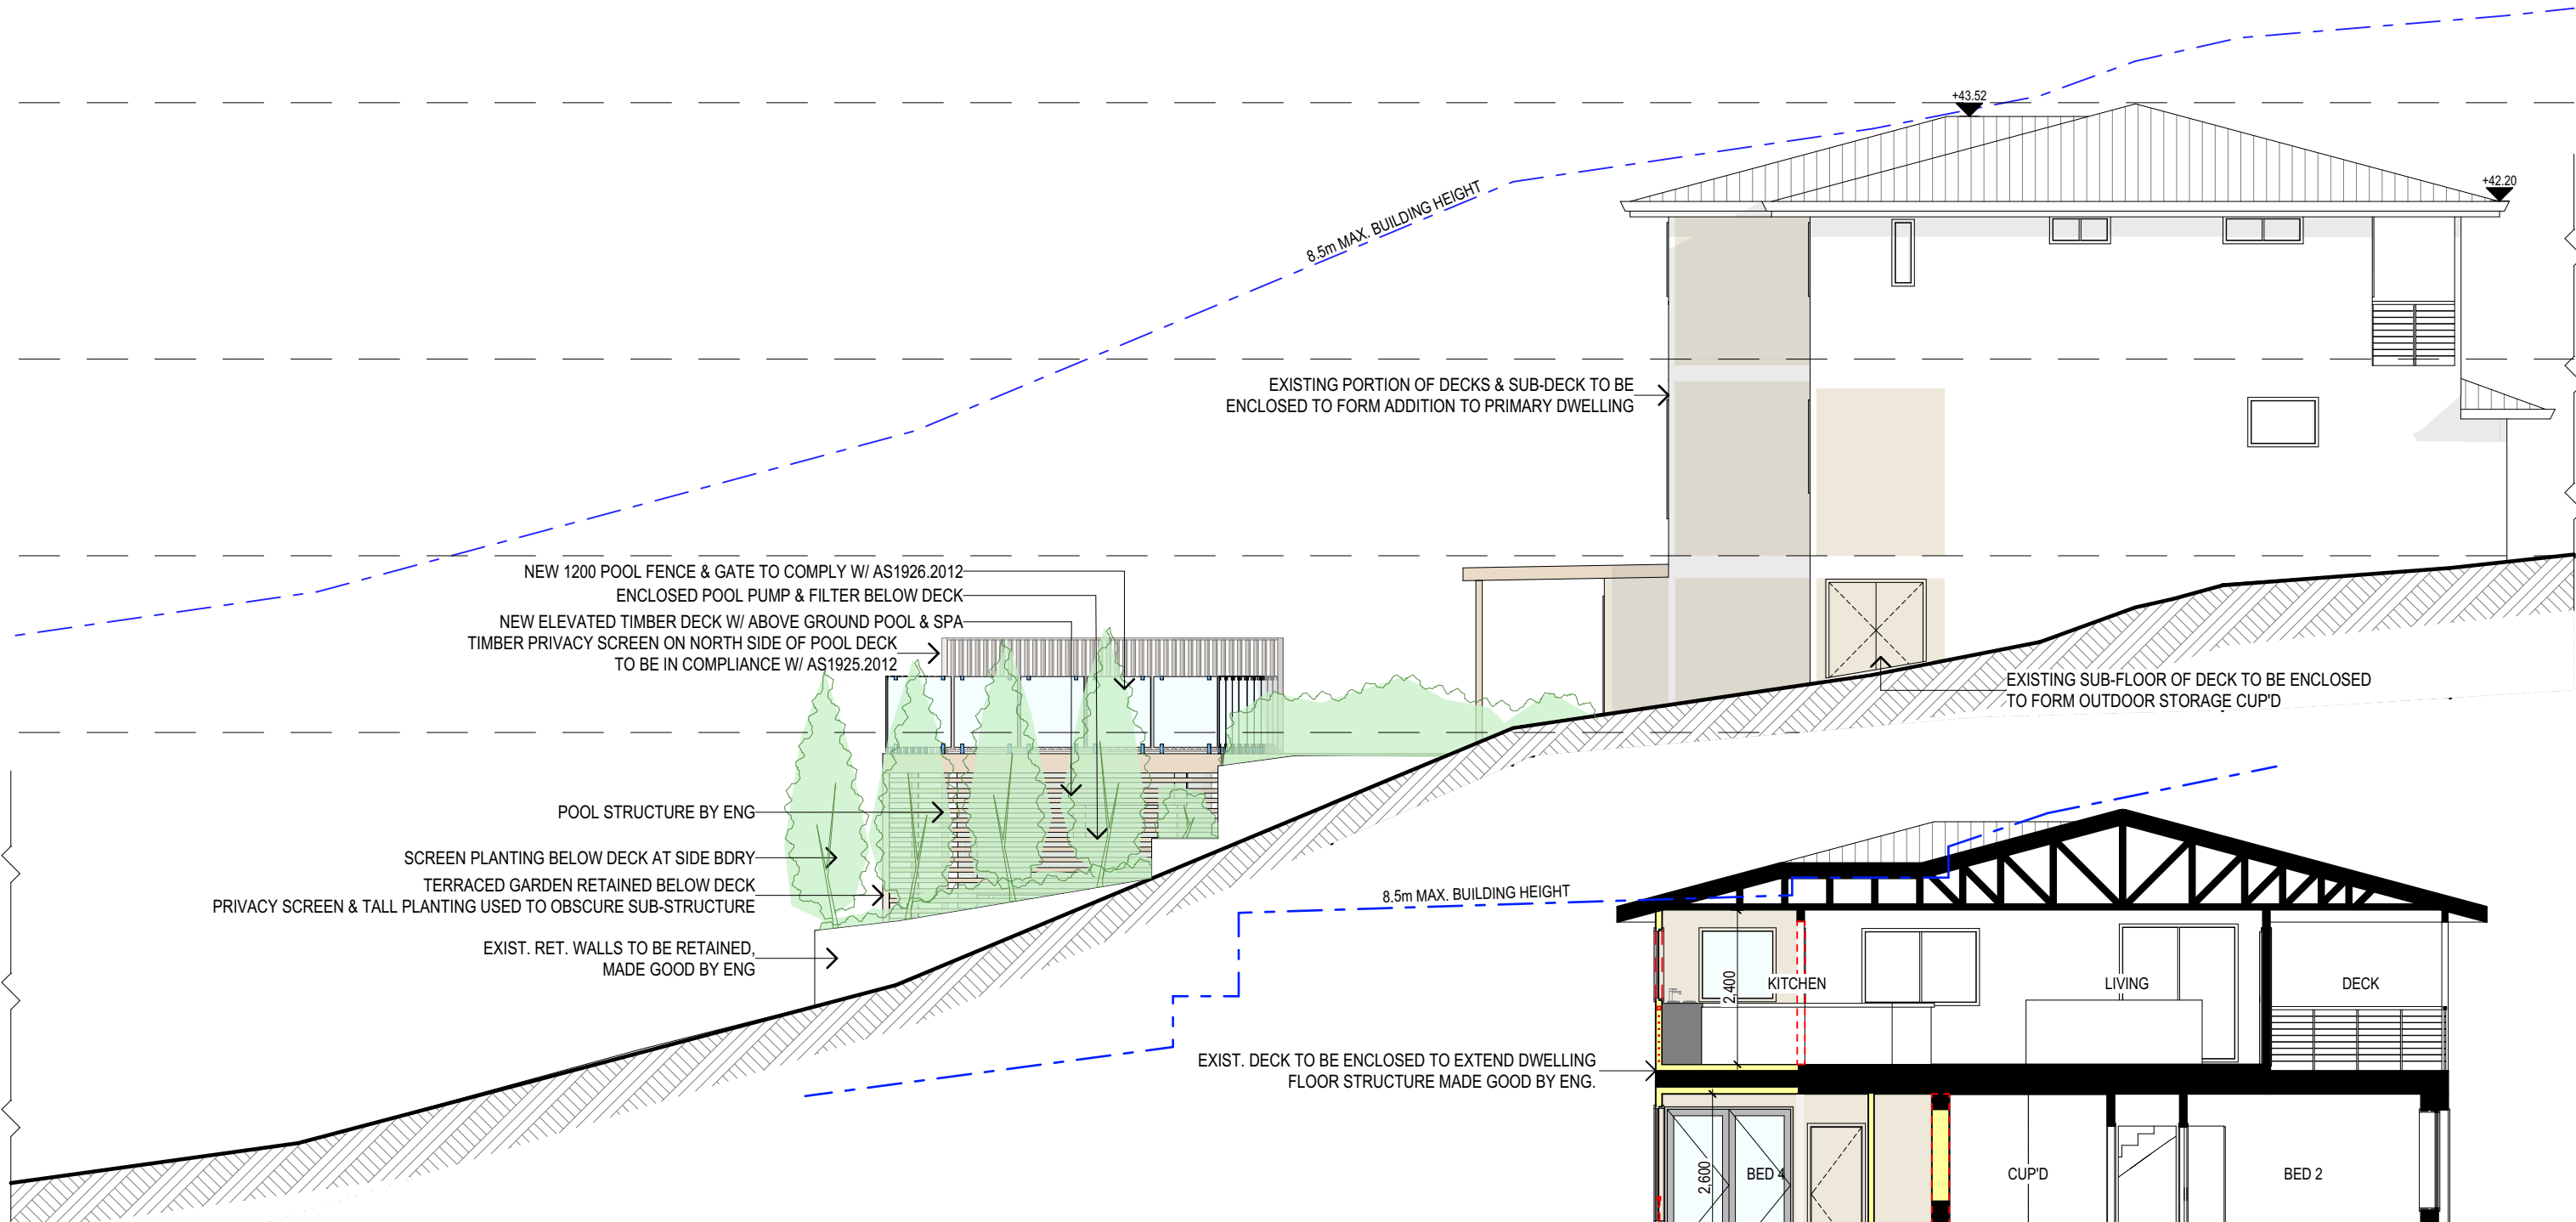 +43.52
+42.20
8.5m MAX. BUILDING HEIGHT
EXISTING PORTION OF DECKS & SUB-DECK TO BE
ENCLOSED TO FORM ADDITION TO PRIMARY DWELLING
NEW 1200 POOL FENCE & GATE TO COMPLY W/ AS1926.2012
ENCLOSED POOL PUMP & FILTER BELOW DECK
NEW ELEVATED TIMBER DECK W/ ABOVE GROUND POOL & SPA
TIMBER PRIVACY SCREEN ON NORTH SIDE OF POOL DECK
TO BE IN COMPLIANCE W/ AS1925.2012
EXISTING SUB-FLOOR OF DECK TO BE ENCLOSED
TO FORM OUTDOOR STORAGE CUP'D
POOL STRUCTURE BY ENG
SCREEN PLANTING BELOW DECK AT SIDE BDRY
TERRACED GARDEN RETAINED BELOW DECK
PRIVACY SCREEN & TALL PLANTING USED TO OBSCURE SUB-STRUCTURE
EXIST. RET. WALLS TO BE RETAINED,
MADE GOOD BY ENG
8.5m MAX. BUILDING HEIGHT
2,400
KITCHEN
LIVING
DECK
EXIST. DECK TO BE ENCLOSED TO EXTEND DWELLING
FLOOR STRUCTURE MADE GOOD BY ENG.
2,600
BED 4
CUP'D
BED 2